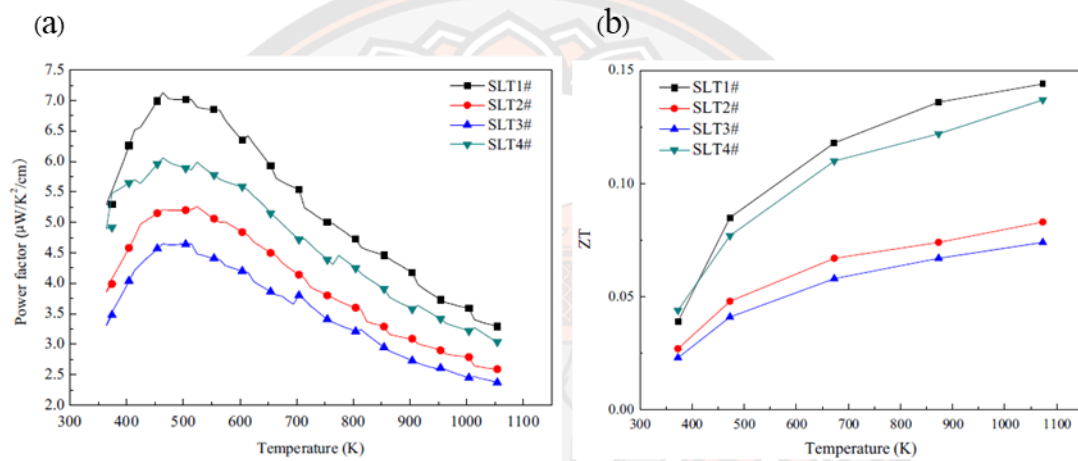 (a)
(b)
7.5
7.0
6.5
6.0
5.5
5.0
4.5
4.0
3.5
3.0
2.5
2.0
Power factor (μW/K²/cm)
SLT1#
SLT2#
SLT3#
SLT4#
300 400 500 600 700 800 900 1000 1100
Temperature (K)
0.15
0.10
0.05
0.00
ZT
SLT1#
SLT2#
SLT3#
SLT4#
300 400 500 600 700 800 900 1000 1100
Temperature (K)